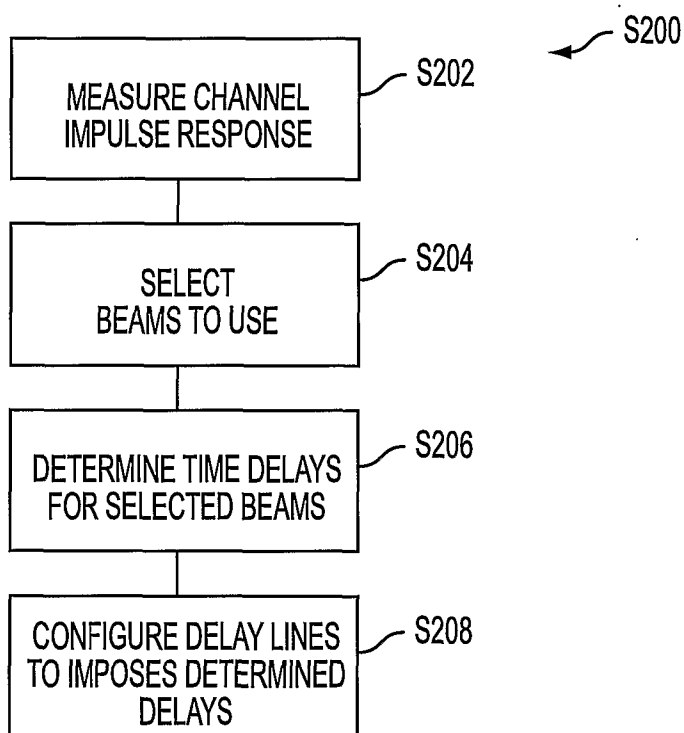 S200
MEASURE CHANNEL
IMPULSE RESPONSE
S202
SELECT
BEAMS TO USE
S204
DETERMINE TIME DELAYS
FOR SELECTED BEAMS
S206
CONFIGURE DELAY LINES
TO IMPOSES DETERMINED
DELAYS
S208